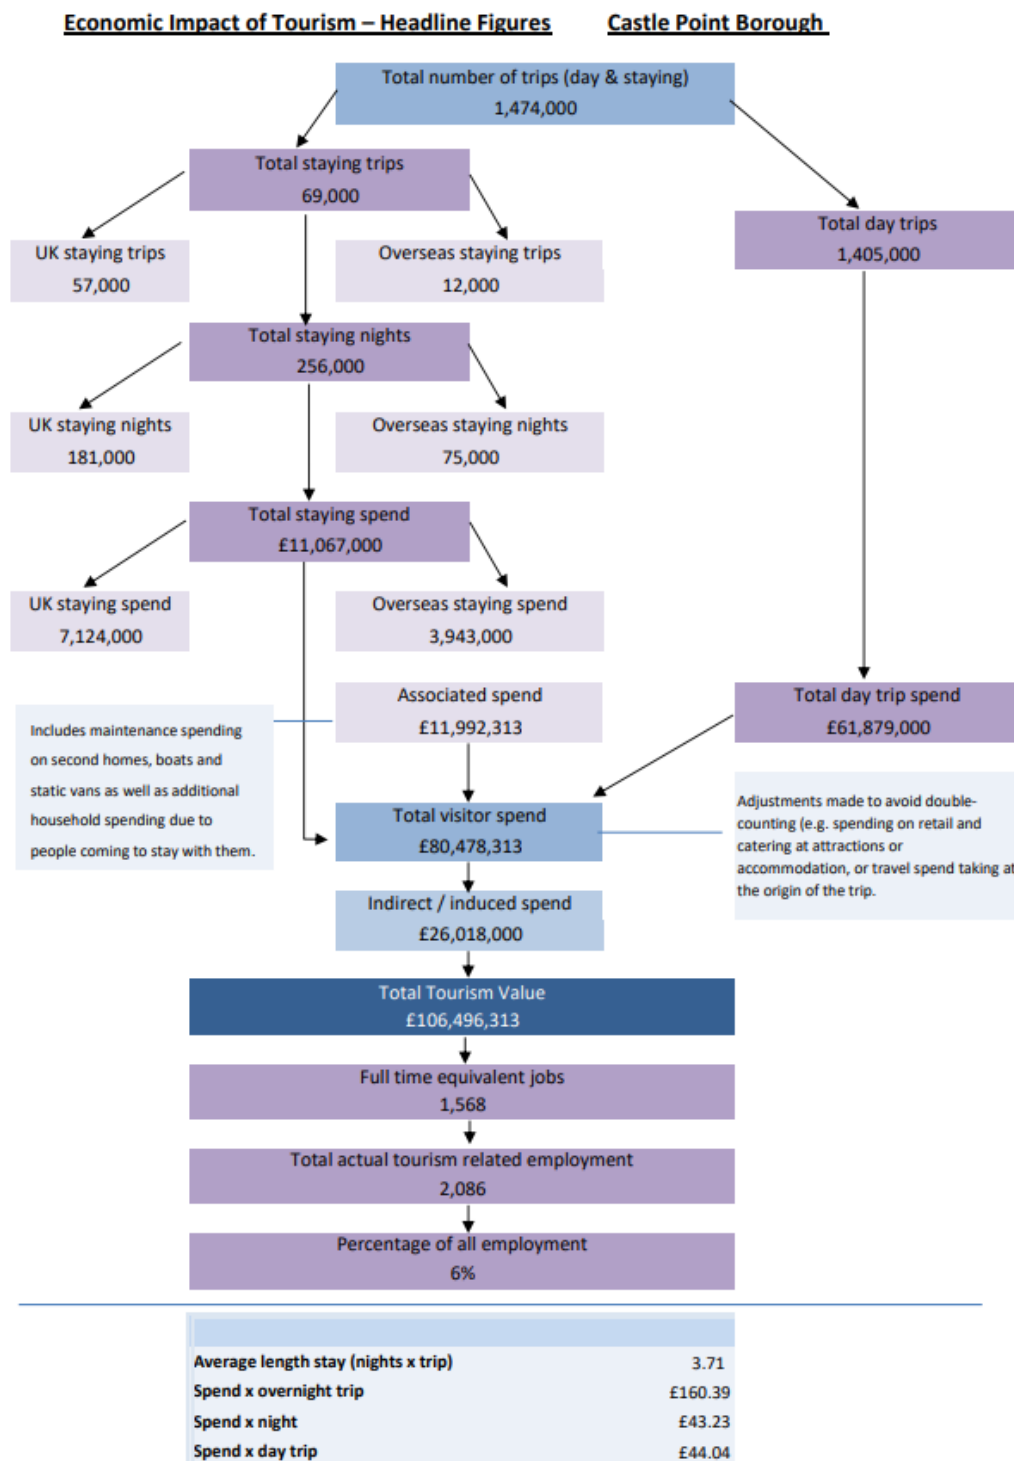 Economic Impact of Tourism – Headline Figures Castle Point Borough
Total number of trips (day & staying)
1,474,000
Total staying trips
69,000
Total day trips
1,405,000
UK staying trips
57,000
Overseas staying trips
12,000
Total staying nights
256,000
UK staying nights
181,000
Overseas staying nights
75,000
Total staying spend
£11,067,000
UK staying spend
7,124,000
Overseas staying spend
3,943,000
Associated spend
£11,992,313
Total day trip spend
£61,879,000
Includes maintenance spending
on second homes, boats and
static vans as well as additional
household spending due to
people coming to stay with them.
Total visitor spend
£80,478,313
Adjustments made to avoid double-
counting (e.g. spending on retail and
catering at attractions or
accommodation, or travel spend taking at
the origin of the trip.
Indirect / induced spend
£26,018,000
Total Tourism Value
£106,496,313
Full time equivalent jobs
1,568
Total actual tourism related employment
2,086
Percentage of all employment
6%
Average length stay (nights x trip) 3.71
Spend x overnight trip £160.39
Spend x night £43.23
Spend x day trip £44.04